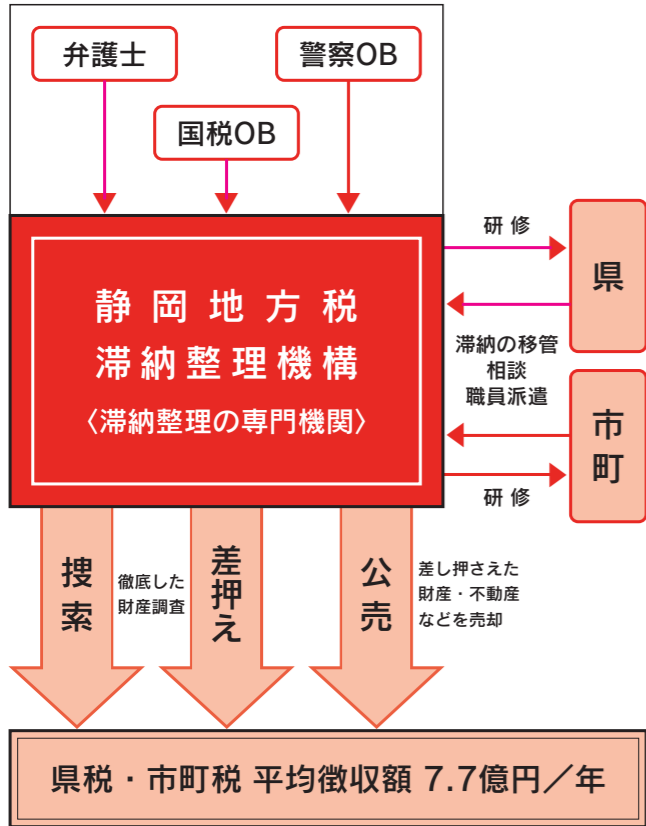 弁護士
警察OB
国税OB
静岡地方税
滞納整理機構
〈滞納整理の専門機関〉
研修
県
滞納の移管
相談
職員派遣
市町
研修
捜索
徹底した
財産調査
差押え
公売
差し押さえた
財産・不動産
などを売却
県税・市町税 平均徴収額 7.7億円／年